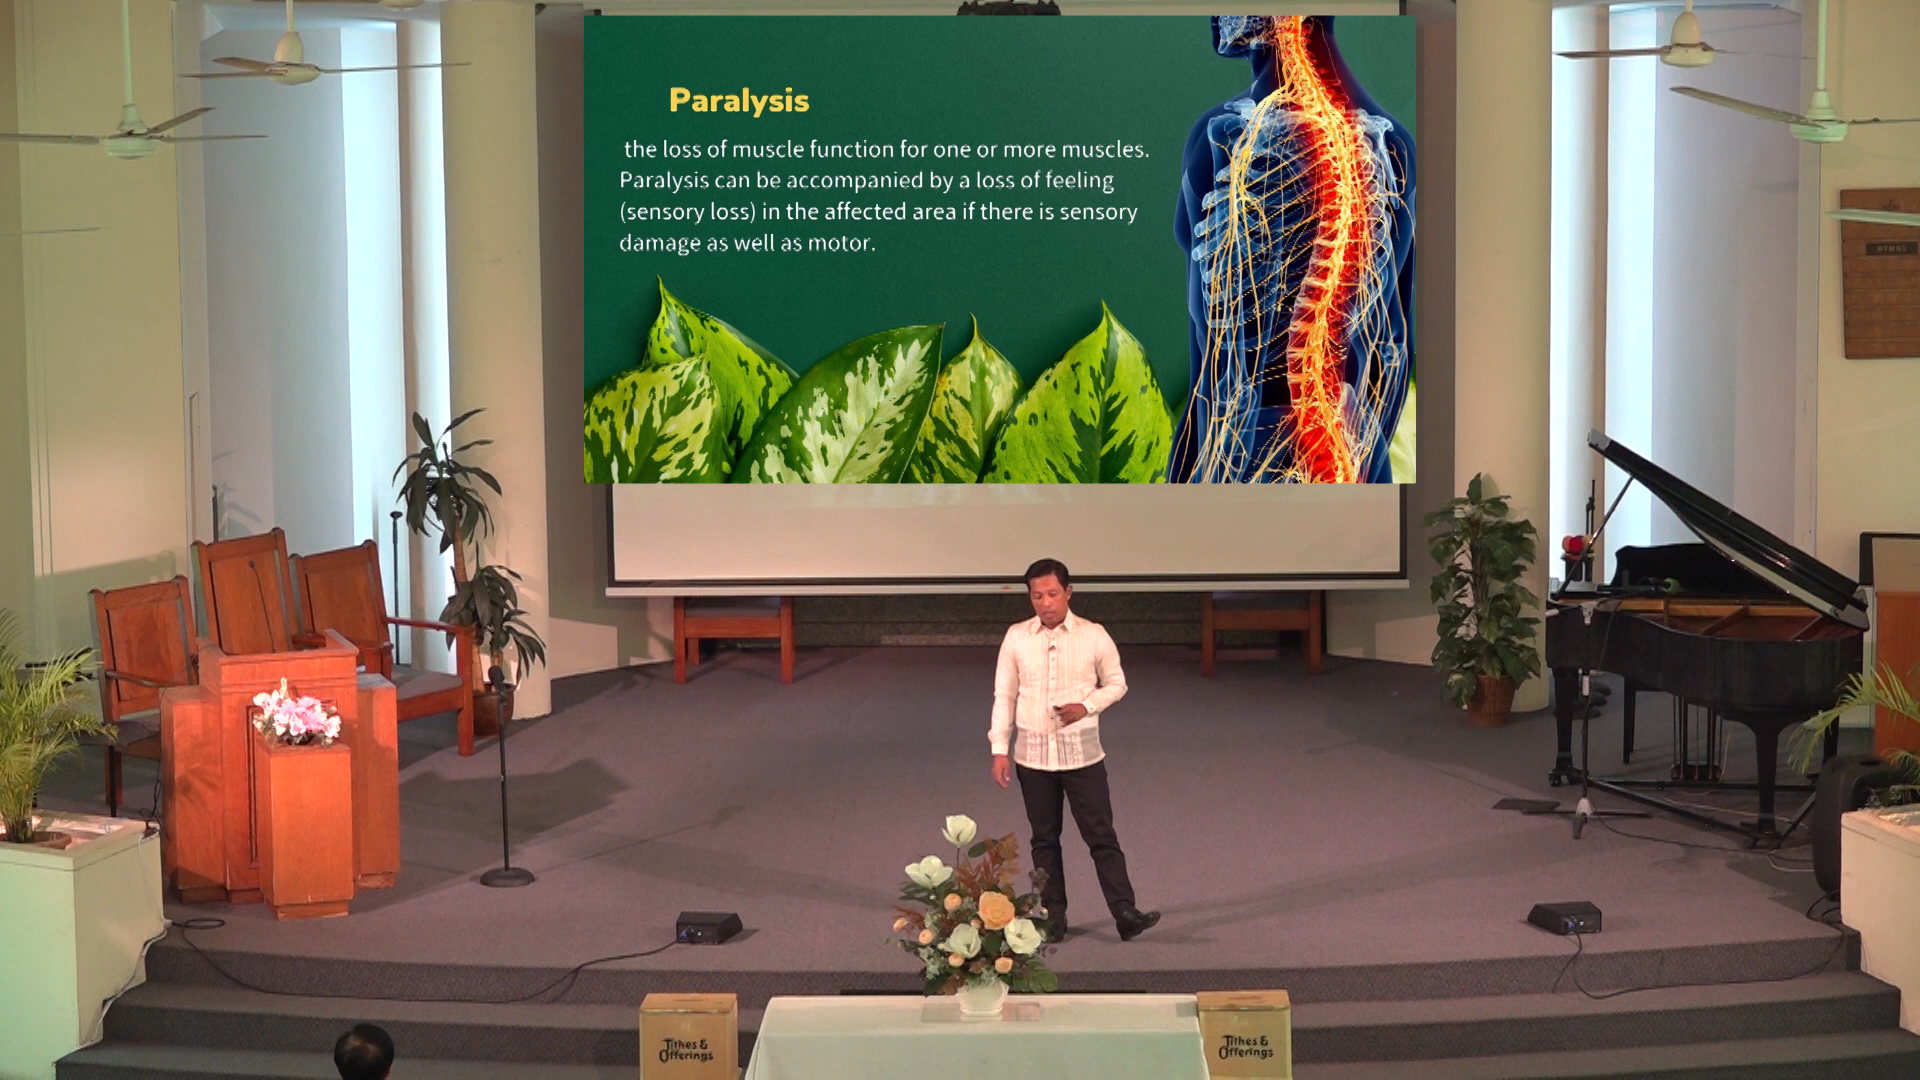 Paralysis
the loss of muscle function for one or more muscles.
Paralysis can be accompanied by a loss of feeling
(sensory loss) in the affected area if there is sensory
damage as well as motor.
HYMNS
Tithes &
Offerings
Tithes &
Offerings